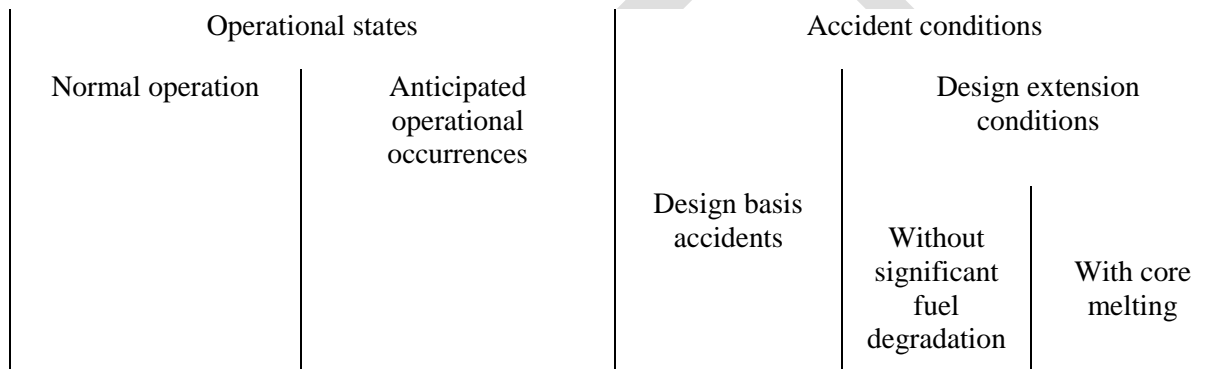 Operational states
Accident conditions
Normal operation
Anticipated
operational
occurrences
Design extension
conditions
Design basis
accidents
Without
significant
fuel
degradation
With core
melting